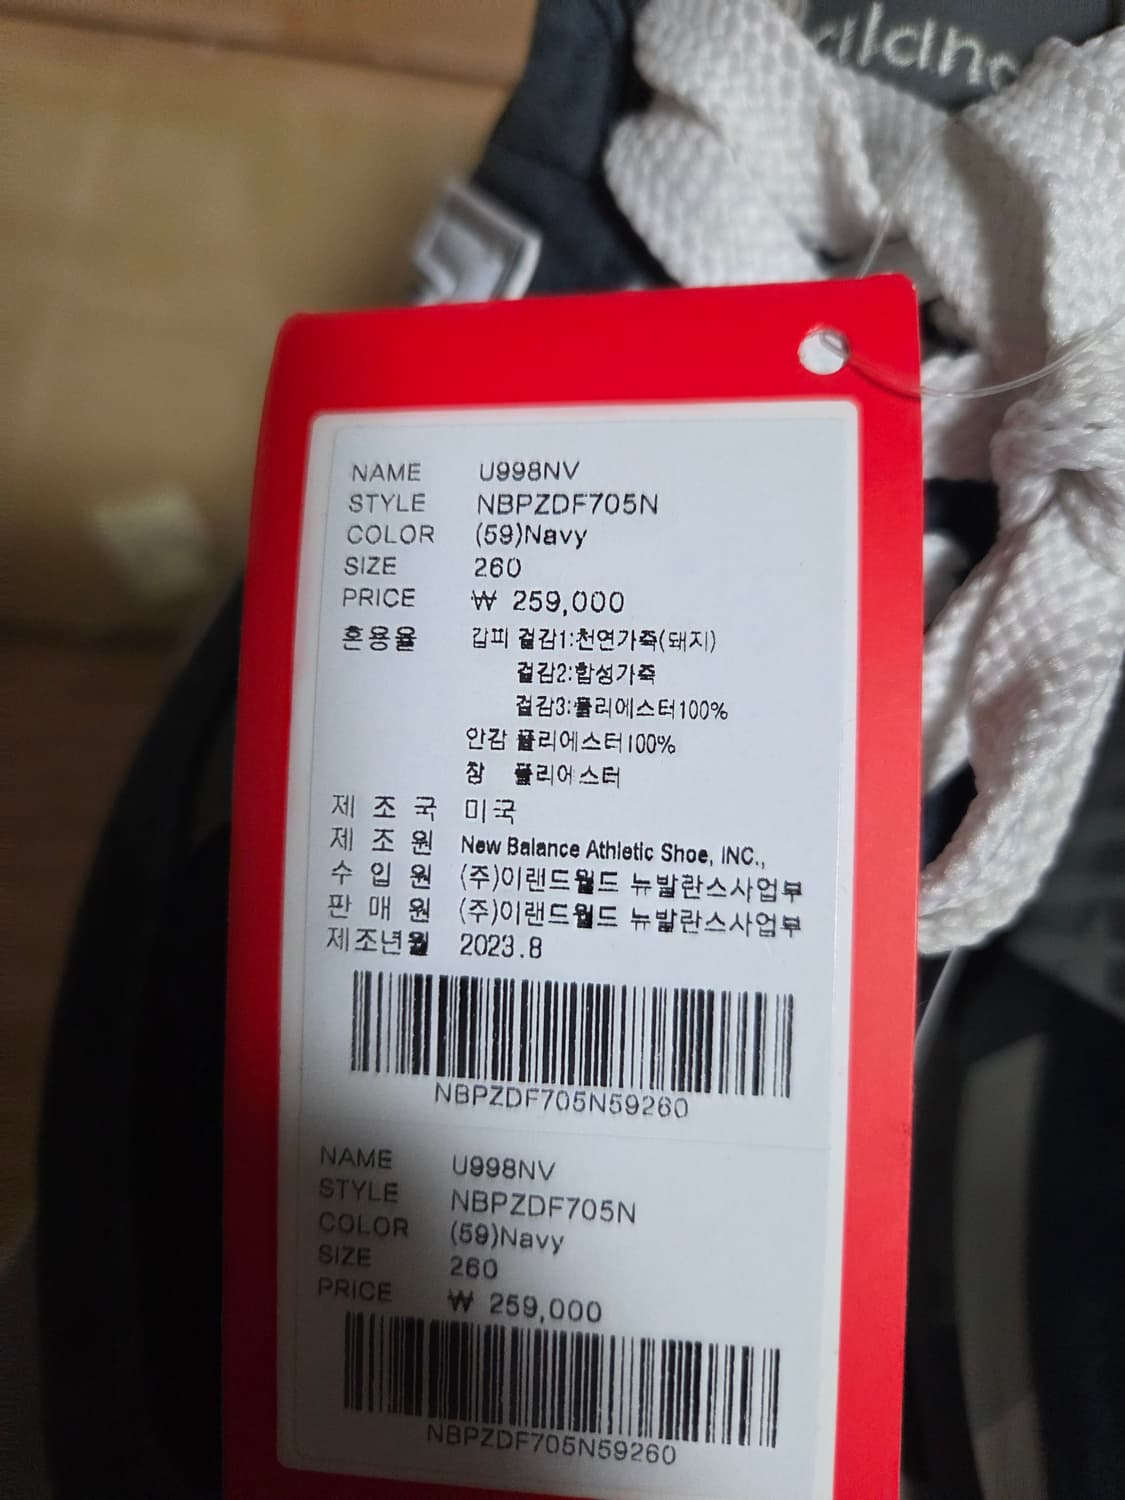 NAME U998NV
STYLE NBPZDF705N
COLOR (59)Navy
SIZE 260
PRICE ₩ 259,000
혼용율 갑피 겉감1:천연가죽(돼지)
겉감2:합성가죽
겉감3:폴리에스터100%
안감 폴리에스터100%
창 폴리에스터
제 조 국 미국
제 조 원 New Balance Athletic Shoe, INC.,
수 입 원 (주)이랜드월드 뉴발란스사업부
판 매 원 (주)이랜드월드 뉴발란스사업부
제조년월 2023.8
NBPZDF705N59260
NAME U998NV
STYLE NBPZDF705N
COLOR (59)Navy
SIZE 260
PRICE ₩ 259,000
NBPZDF705N59260